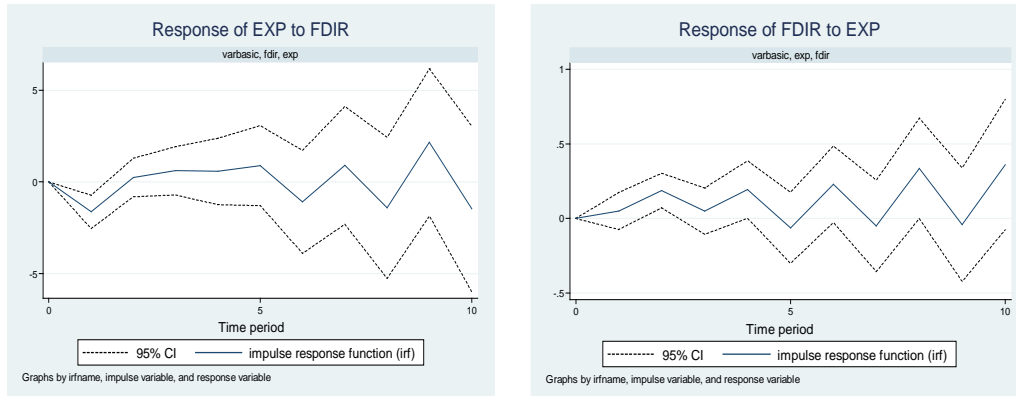 Response of EXP to FDIR
varbasic, fdir, exp
5
0
-5
0 5 10
Time period
95% CI impulse response function (irf)
Graphs by irfname, impulse variable, and response variable
Response of FDIR to EXP
varbasic, exp, fdir
1
.5
0
-.5
0 5 10
Time period
95% CI impulse response function (irf)
Graphs by irfname, impulse variable, and response variable